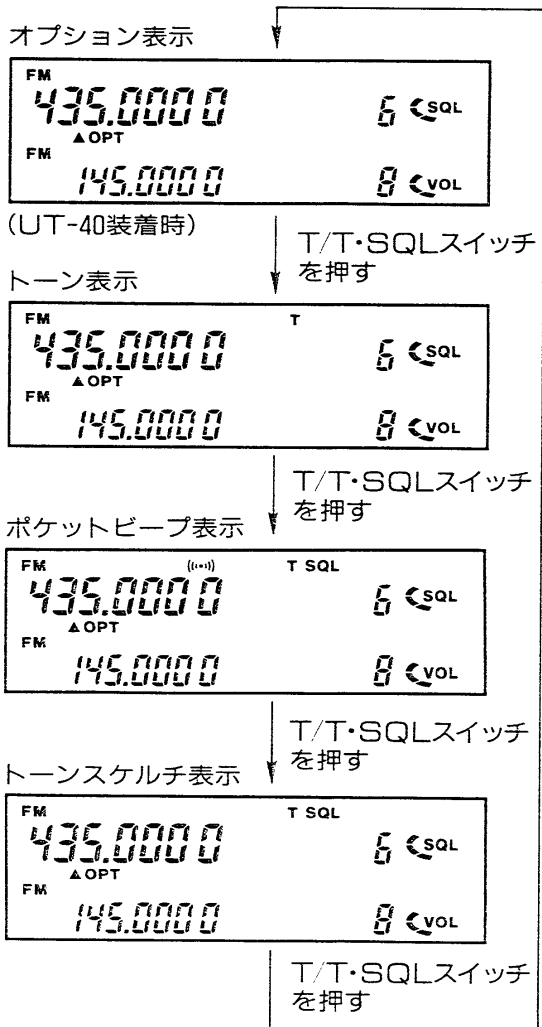 オプション表示
FM
435.0000 6 SQL
▲OPT
FM
145.0000 8 VOL
(UT-40装着時)
T/T・SQLスイッチ
を押す
トーン表示
FM T
435.0000 6 SQL
▲OPT
FM
145.0000 8 VOL
T/T・SQLスイッチ
を押す
ポケットビープ表示
FM ((•)) T SQL
435.0000 6 SQL
▲OPT
FM
145.0000 8 VOL
T/T・SQLスイッチ
を押す
トーンスケルチ表示
FM T SQL
435.0000 6 SQL
▲OPT
FM
145.0000 8 VOL
T/T・SQLスイッチ
を押す